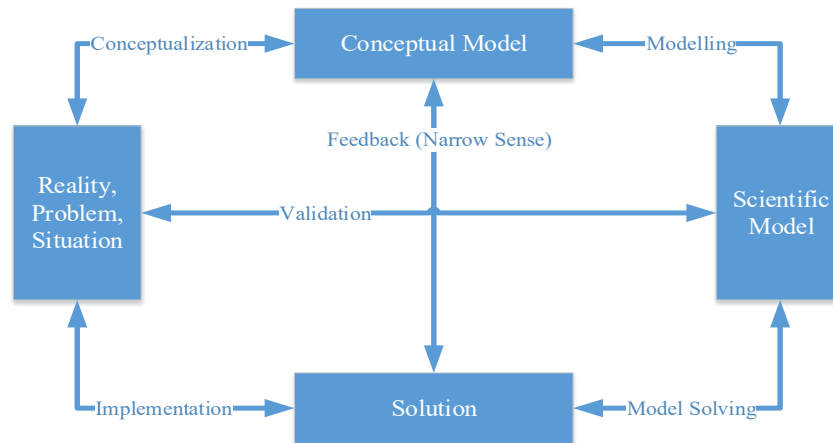 Conceptualization
Conceptual Model
Modelling
Feedback (Narrow Sense)
Reality,
Problem,
Situation
Validation
Scientific
Model
Implementation
Solution
Model Solving